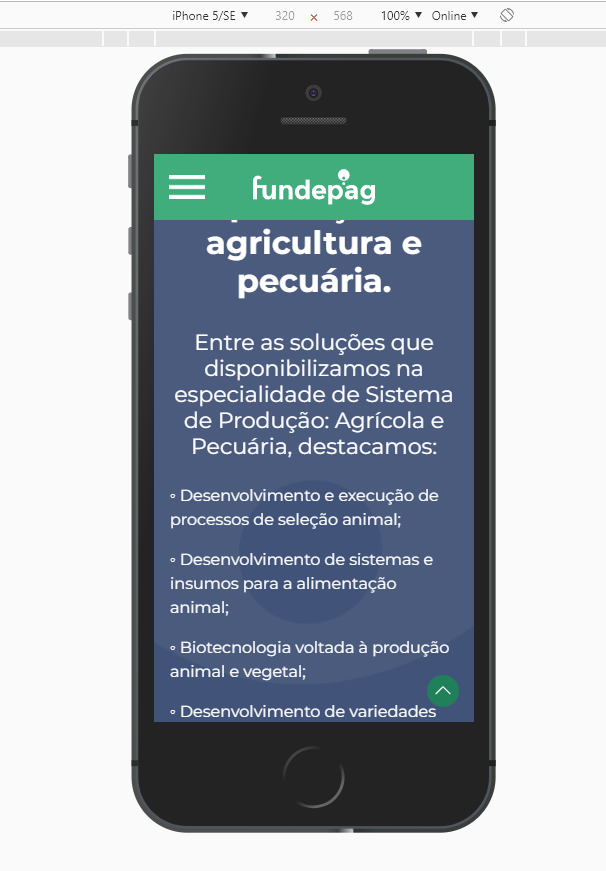 iPhone 5/SE ▼ 320 × 568 100% ▼ Online ▼
fundepag
agricultura e
pecuária.
Entre as soluções que
disponibilizamos na
especialidade de Sistema
de Produção: Agrícola e
Pecuária, destacamos:
◦ Desenvolvimento e execução de
processos de seleção animal;
◦ Desenvolvimento de sistemas e
insumos para a alimentação
animal;
◦ Biotecnologia voltada à produção
animal e vegetal;
◦ Desenvolvimento de variedades